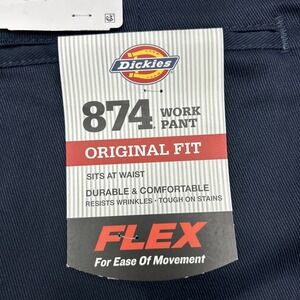 Dickies
874 WORK PANT
ORIGINAL FIT
SITS AT WAIST
DURABLE & COMFORTABLE
RESISTS WRINKLES • TOUGH ON STAINS
FLEX
For Ease Of Movement